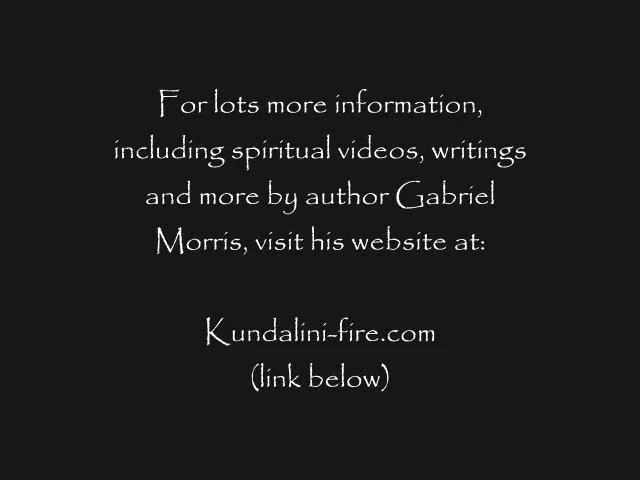 For lots more information,
including spiritual videos, writings
and more by author Gabriel
Morris, visit his website at:
Kundalini-fire.com
(link below)